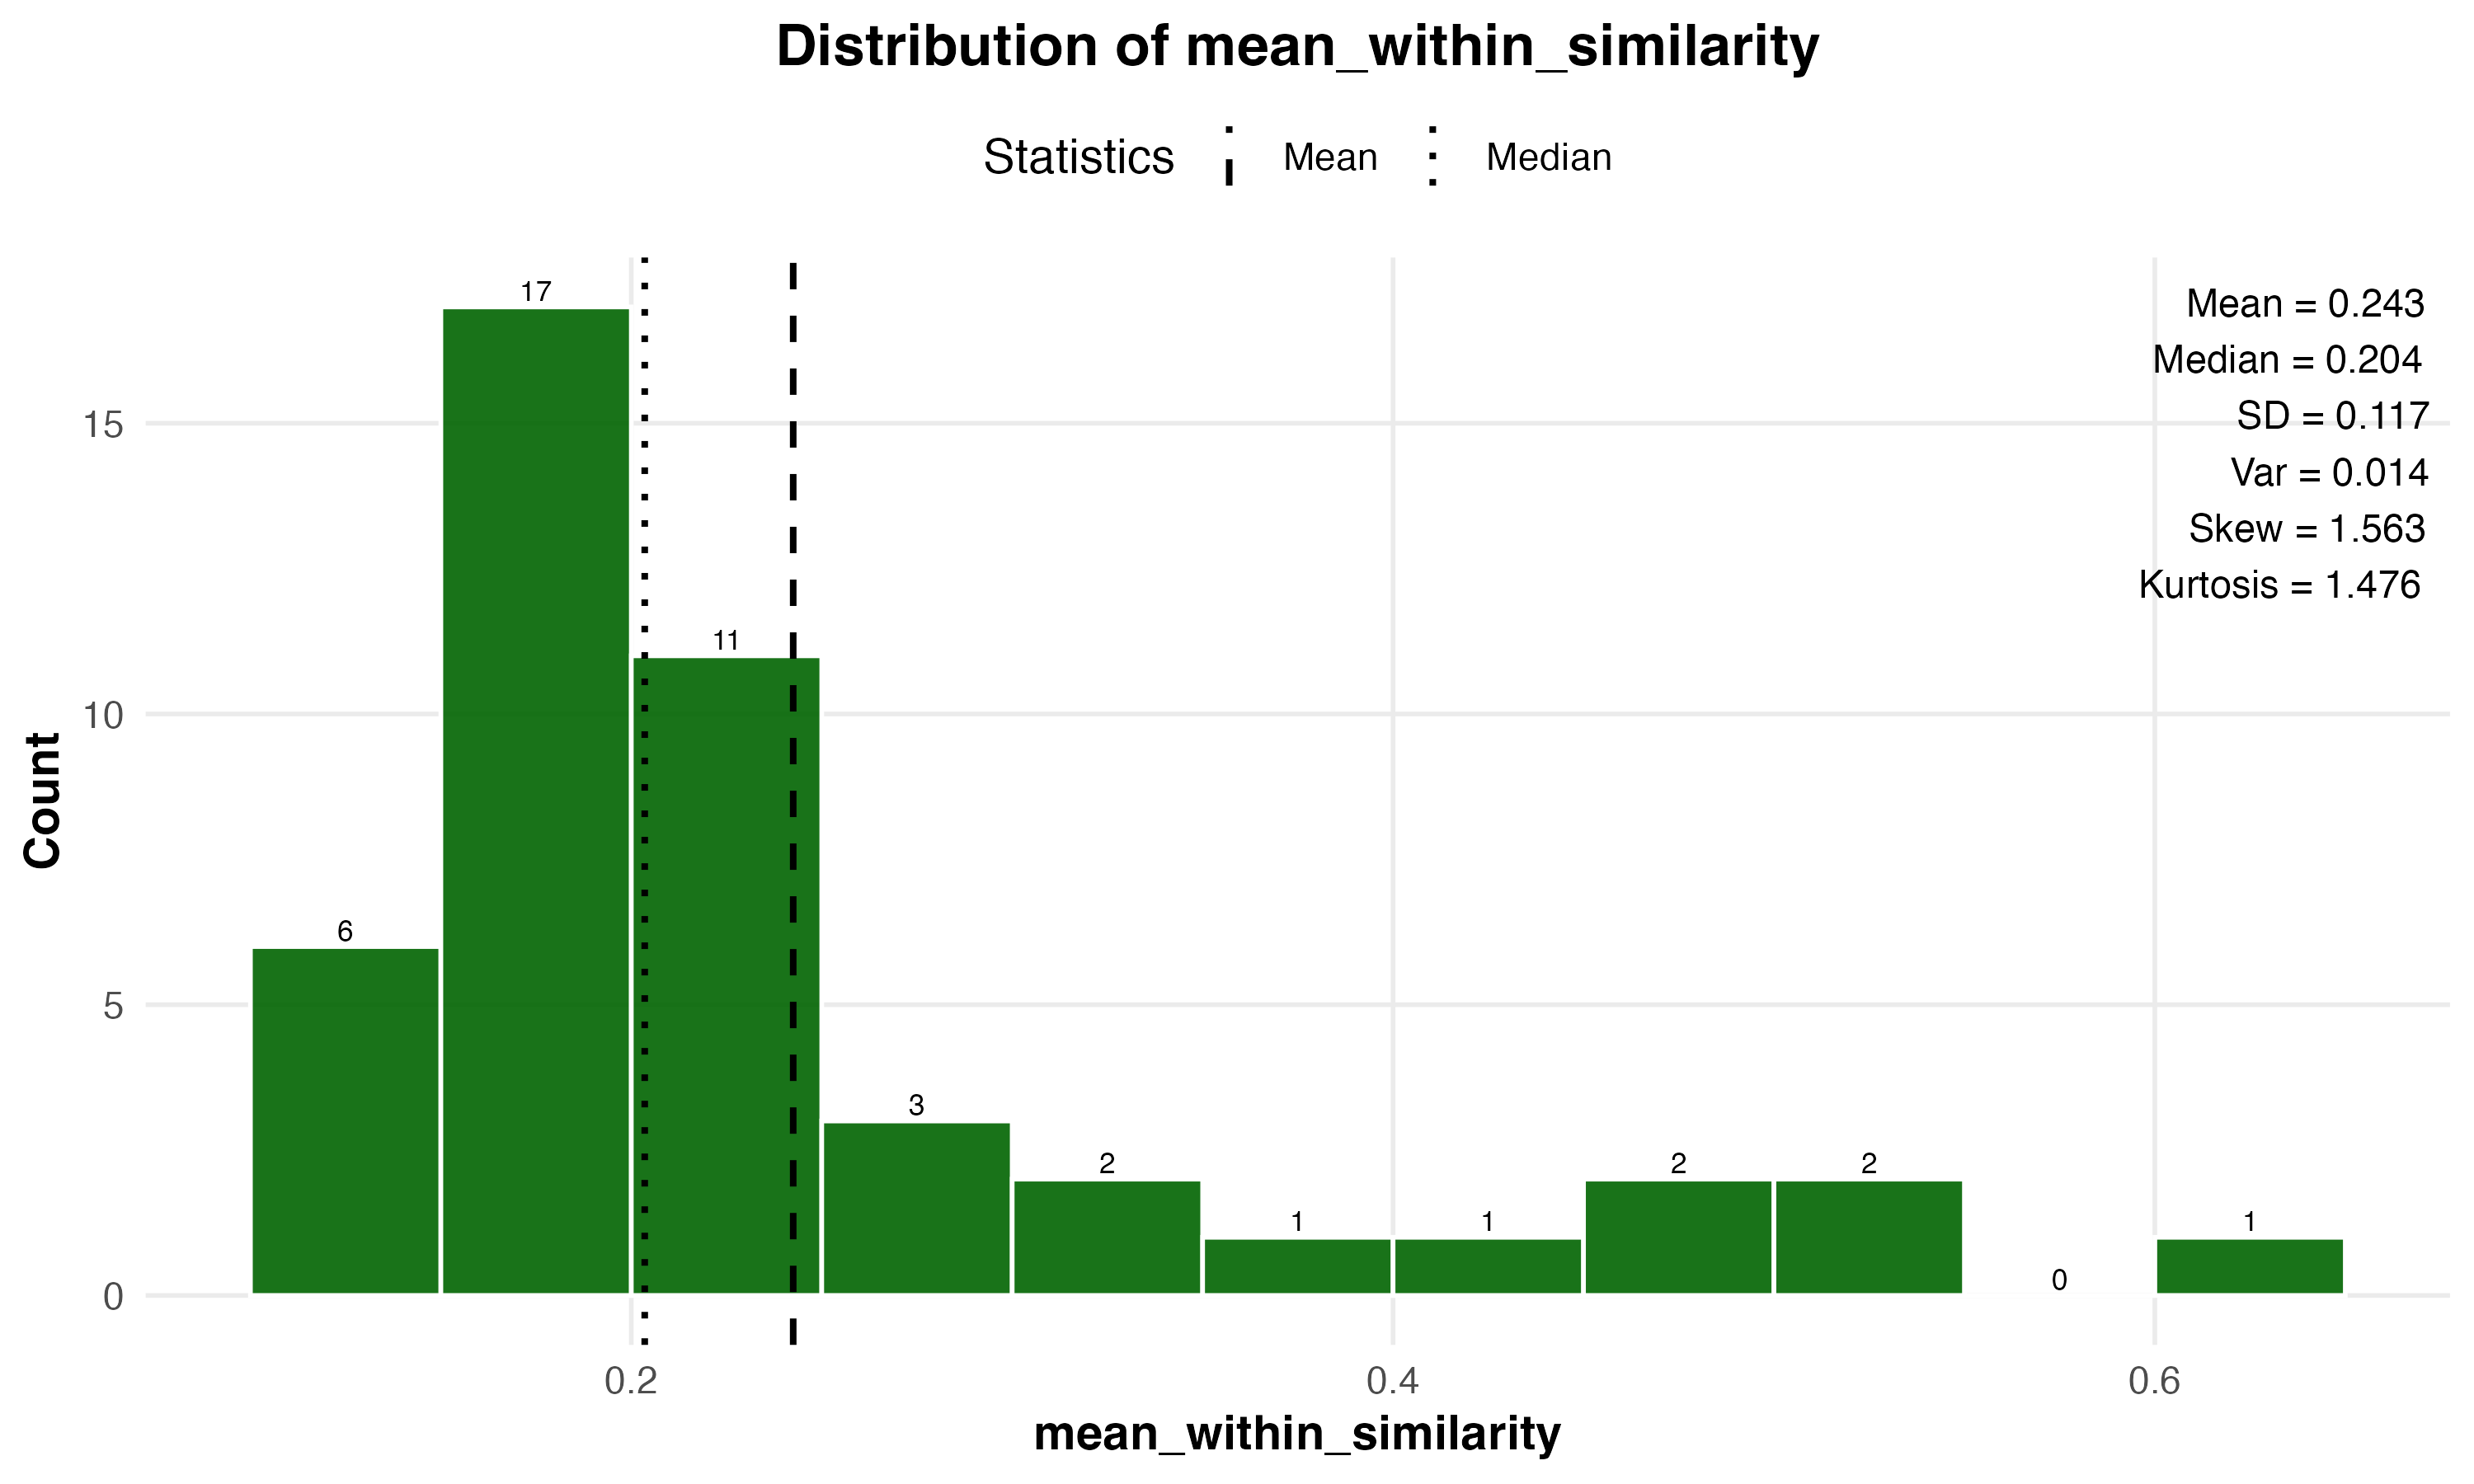 Distribution of mean_within_similarity
Statistics Mean Median
Mean = 0.243
Median = 0.204
SD = 0.117
Var = 0.014
Skew = 1.563
Kurtosis = 1.476
17
11
6
3
2
1
1
2
2
0
1
15
10
5
0
Count
0.2 0.4 0.6
mean_within_similarity